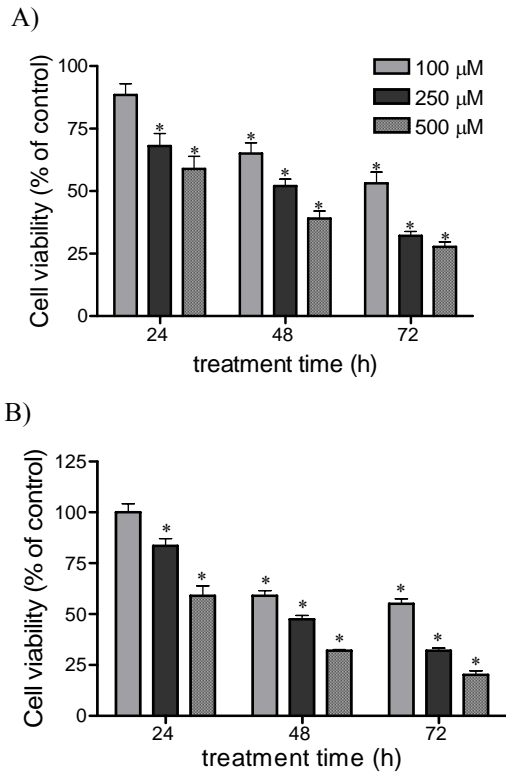 A)
100 μM
250 μM
500 μM
Cell viability (% of control)
100
75
50
25
0
* * * * * * * *
24 48 72
treatment time (h)
B)
Cell viability (% of control)
125
100
75
50
25
0
* * * * * * * *
24 48 72
treatment time (h)